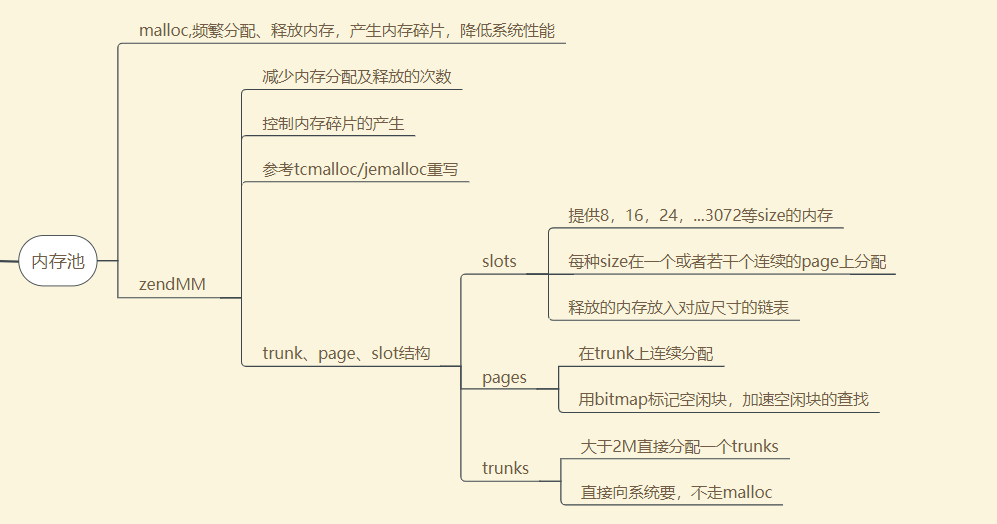 malloc,频繁分配、释放内存，产生内存碎片，降低系统性能
减少内存分配及释放的次数
控制内存碎片的产生
参考tcmalloc/jemalloc重写
提供8，16，24，...3072等size的内存
slots
每种size在一个或者若干个连续的page上分配
内存池
zendMM
释放的内存放入对应尺寸的链表
trunk、page、slot结构
在trunk上连续分配
pages
用bitmap标记空闲块，加速空闲块的查找
大于2M直接分配一个trunks
trunks
直接向系统要，不走malloc